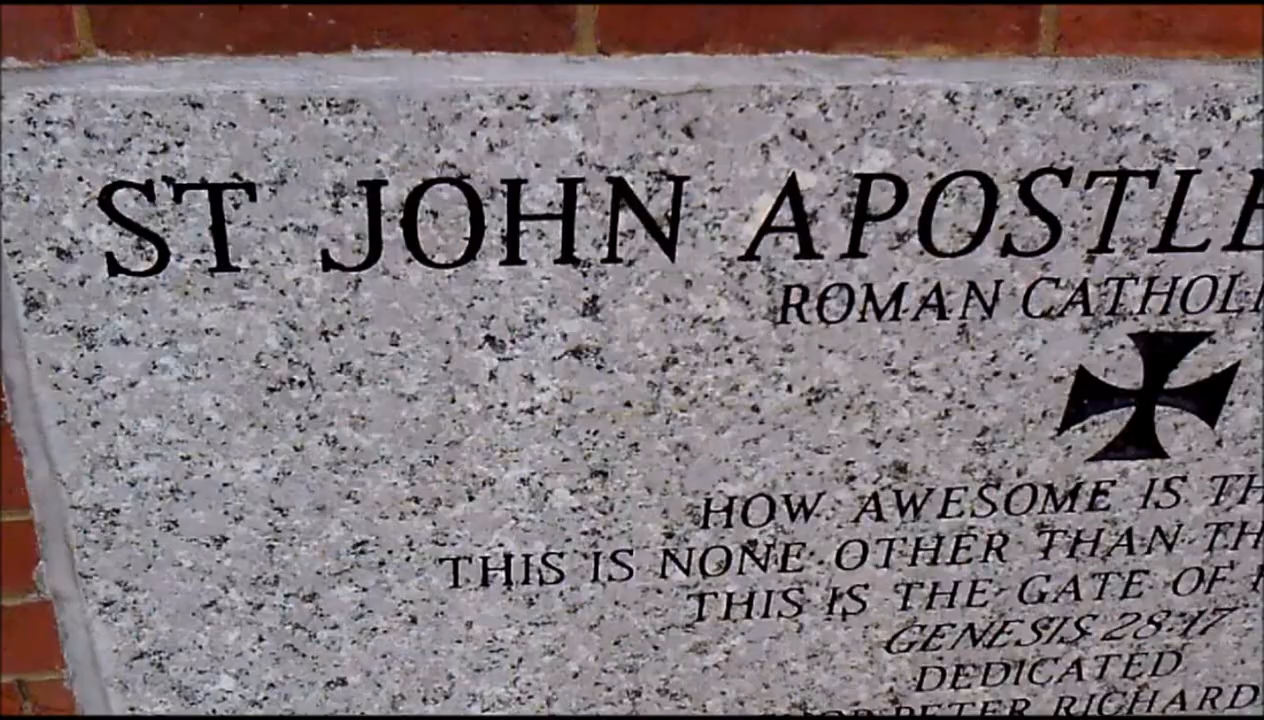 ST JOHN APOSTLE
ROMAN CATHOLI
HOW AWESOME IS TH
THIS IS NONE OTHER THAN TH
THIS IS THE GATE OF
GENESIS 28:17
DEDICATED
PETER RICHARD